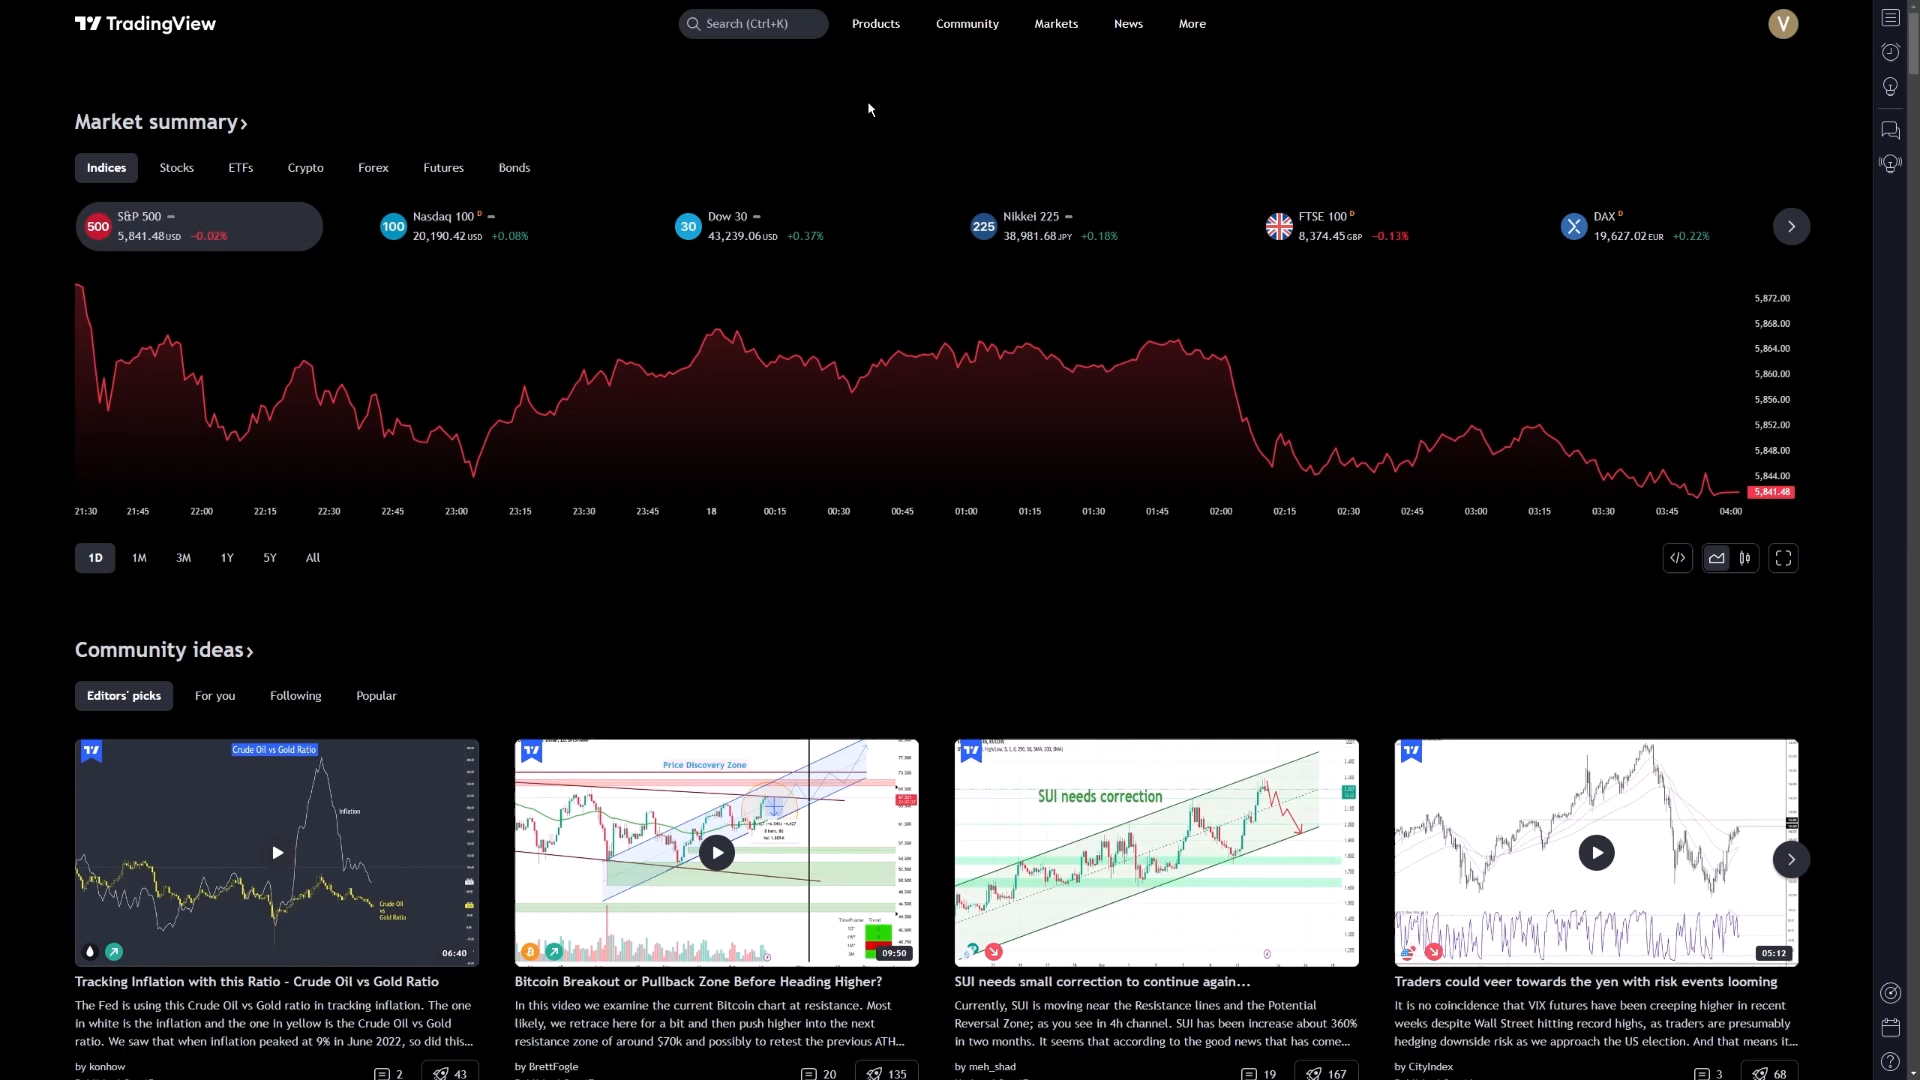 TradingView
Search (Ctrl+K)
Products
Community
Markets
News
More
V
Market summary
Indices
Stocks
ETFs
Crypto
Forex
Futures
Bonds
500
S&P 500
5,841.48 USD −0.02%
100
Nasdaq 100 D
20,190.42 USD +0.08%
30
Dow 30
43,239.06 USD +0.37%
225
Nikkei 225
38,981.68 JPY +0.18%
FTSE 100 D
8,374.45 GBP −0.13%
X
DAX D
19,627.02 EUR +0.22%
5,872.00
5,868.00
5,864.00
5,860.00
5,856.00
5,852.00
5,848.00
5,844.00
5,841.48
21:30 21:45 22:00 22:15 22:30 22:45 23:00 23:15 23:30 23:45 18 00:15 00:30 00:45 01:00 01:15 01:30 01:45 02:00 02:15 02:30 02:45 03:00 03:15 03:30 03:45 04:00
1D
1M
3M
1Y
5Y
All
Community ideas
Editors' picks
For you
Following
Popular
Crude Oil vs Gold Ratio
Inflation
Crude Oil
vs
Gold Ratio
06:40
Tracking Inflation with this Ratio - Crude Oil vs Gold Ratio
The Fed is using this Crude Oil vs Gold ratio in tracking inflation. The one
in white is the inflation and the one in yellow is the Crude Oil vs Gold
ratio. We saw that when inflation peaked at 9% in June 2022, so did this...
by konhow
2
43
Price Discovery Zone
TimeFrame Trend
09:50
Bitcoin Breakout or Pullback Zone Before Heading Higher?
In this video we examine the current Bitcoin chart at resistance. Most
likely, we retrace here for a bit and then push higher into the next
resistance zone of around $70k and possibly to retest the previous ATH...
by BrettFogle
20
135
SUI needs correction
SUI needs small correction to continue again...
Currently, SUI is moving near the Resistance lines and the Potential
Reversal Zone; as you see in 4h channel. SUI has been increase about 360%
in two months. It seems that according to the good news that has come...
by meh_shad
19
167
05:12
Traders could veer towards the yen with risk events looming
It is no coincidence that VIX futures have been creeping higher in recent
weeks despite Wall Street hitting record highs, as traders are presumably
hedging downside risk as we approach the US election. And that means it...
by CityIndex
3
68